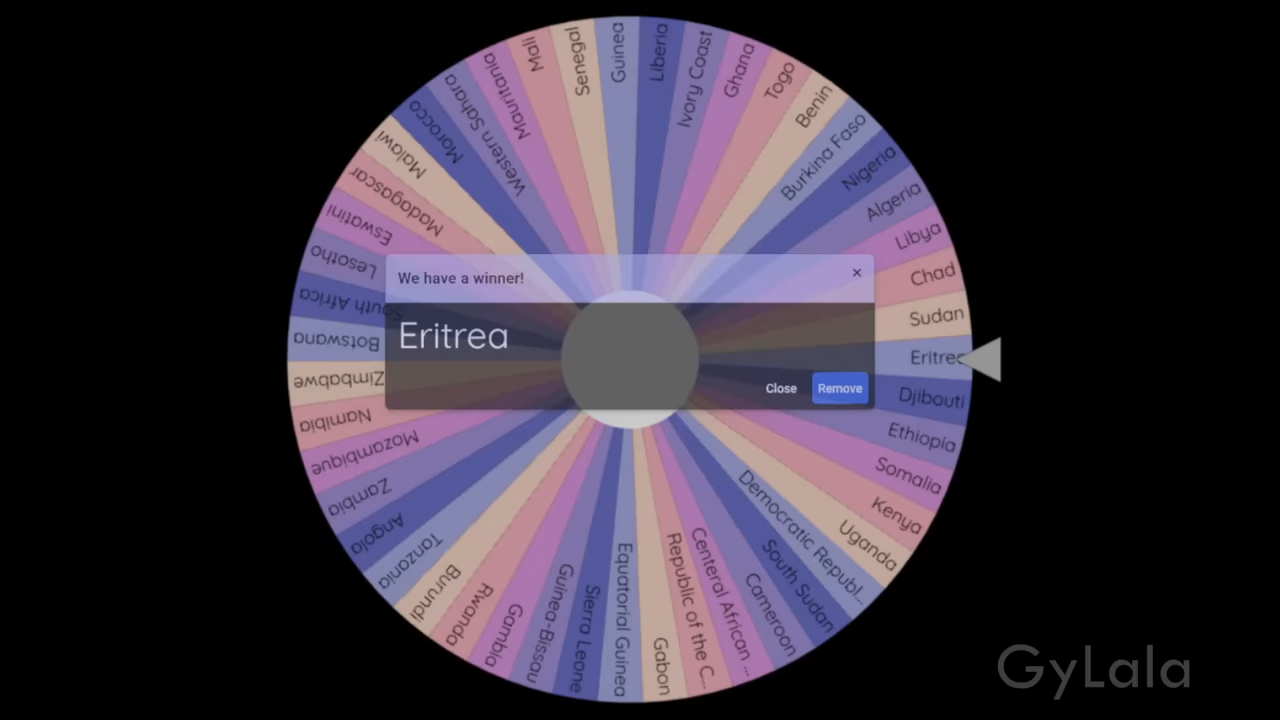 We have a winner!
×
Eritrea
Close
Remove
Guinea
Liberia
Ivory Coast
Ghana
Togo
Benin
Burkina Faso
Nigeria
Algeria
Libya
Chad
Sudan
Eritrea
Djibouti
Ethiopia
Somalia
Kenya
Uganda
Democratic Republ...
South Sudan
Cameroon
Centeral African ...
Republic of the C...
Gabon
Equatorial Guinea
Sierra Leone
Guinea-Bissau
Gambia
Rwanda
Burundi
Tanzania
Angola
Zambia
Mozambique
Namibia
Zimbabwe
Botswana
South Africa
Lesotho
Eswatini
Madagascar
Malawi
Morocco
Western Sahara
Mauritania
Mali
Senegal
GyLala